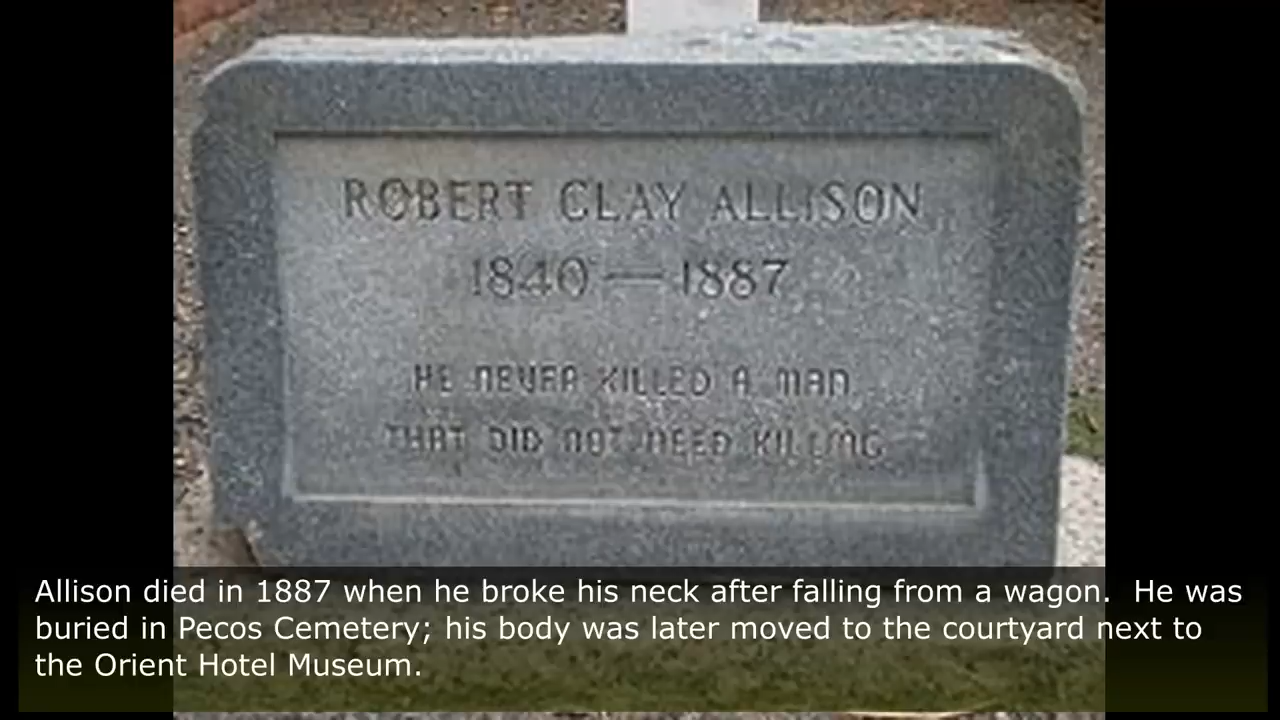 ROBERT CLAY ALLISON
1840 — 1887
HE NEVER KILLED A MAN
THAT DID NOT NEED KILLING
Allison died in 1887 when he broke his neck after falling from a wagon.  He was
buried in Pecos Cemetery; his body was later moved to the courtyard next to
the Orient Hotel Museum.